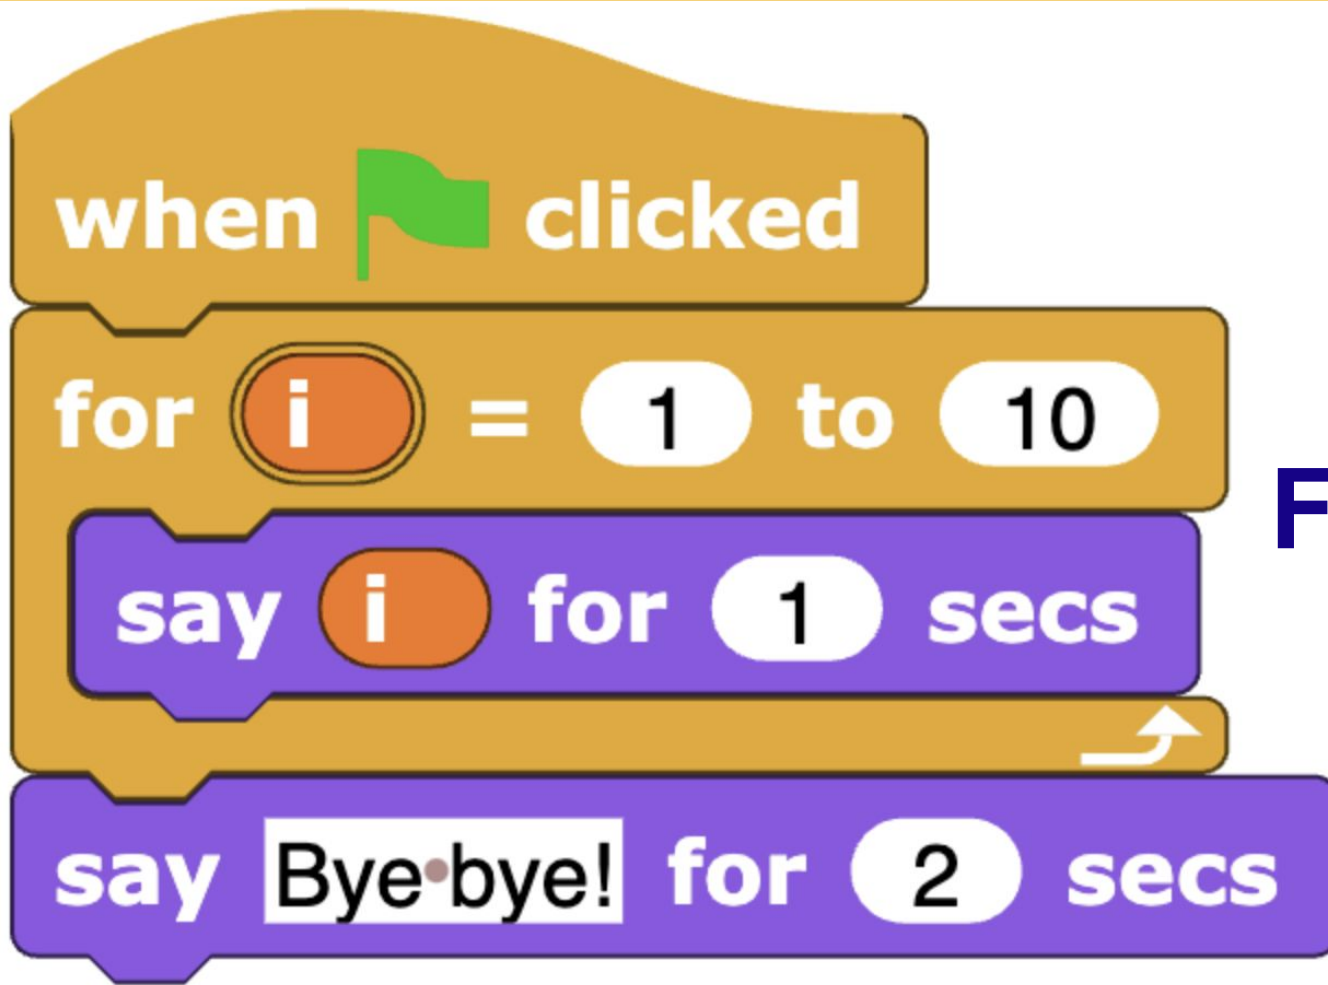 when clicked
for i = 1 to 10
F
say i for 1 secs
say Bye bye! for 2 secs